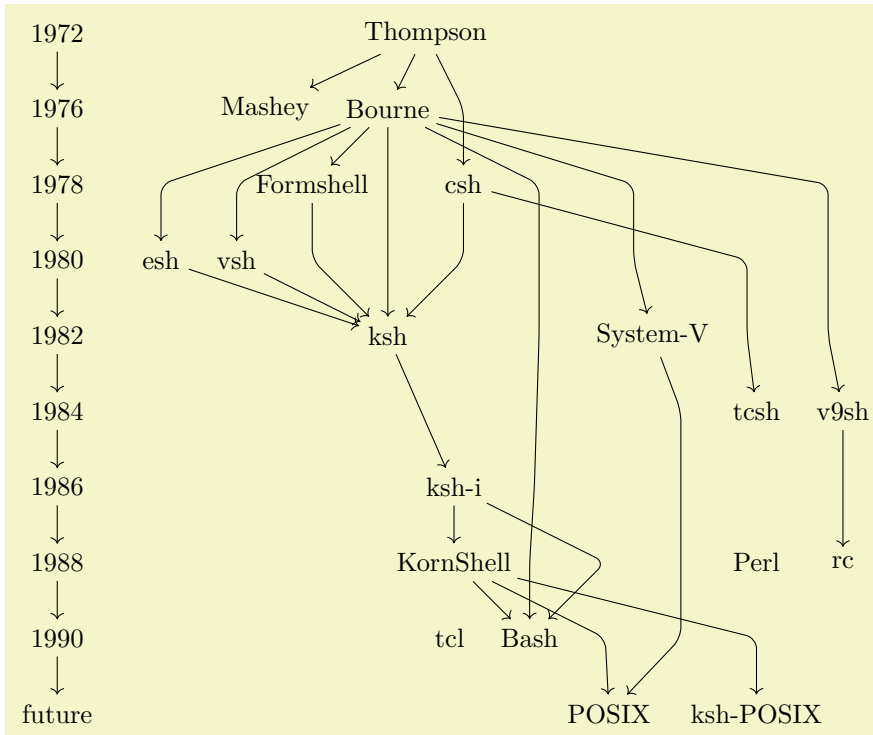 1972 Thompson
1976 Mashey Bourne
1978 Formshell csh
1980 esh vsh
1982 ksh System-V
1984 tcsh v9sh
1986 ksh-i
1988 KornShell Perl rc
1990 tcl Bash
future POSIX ksh-POSIX